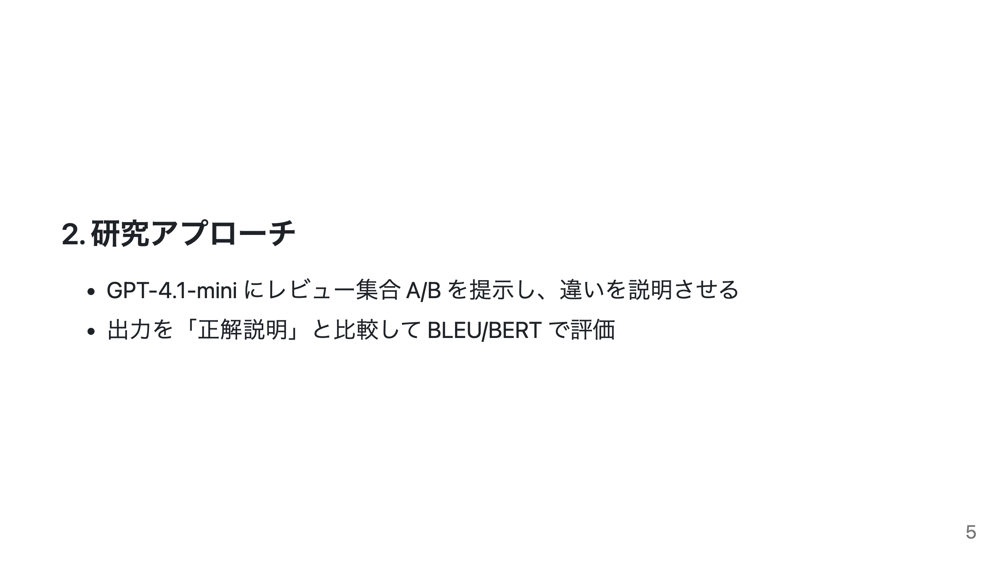 2. 研究アプローチ
• GPT-4.1-mini にレビュー集合 A/B を提示し、違いを説明させる
• 出力を「正解説明」と比較して BLEU/BERT で評価
5